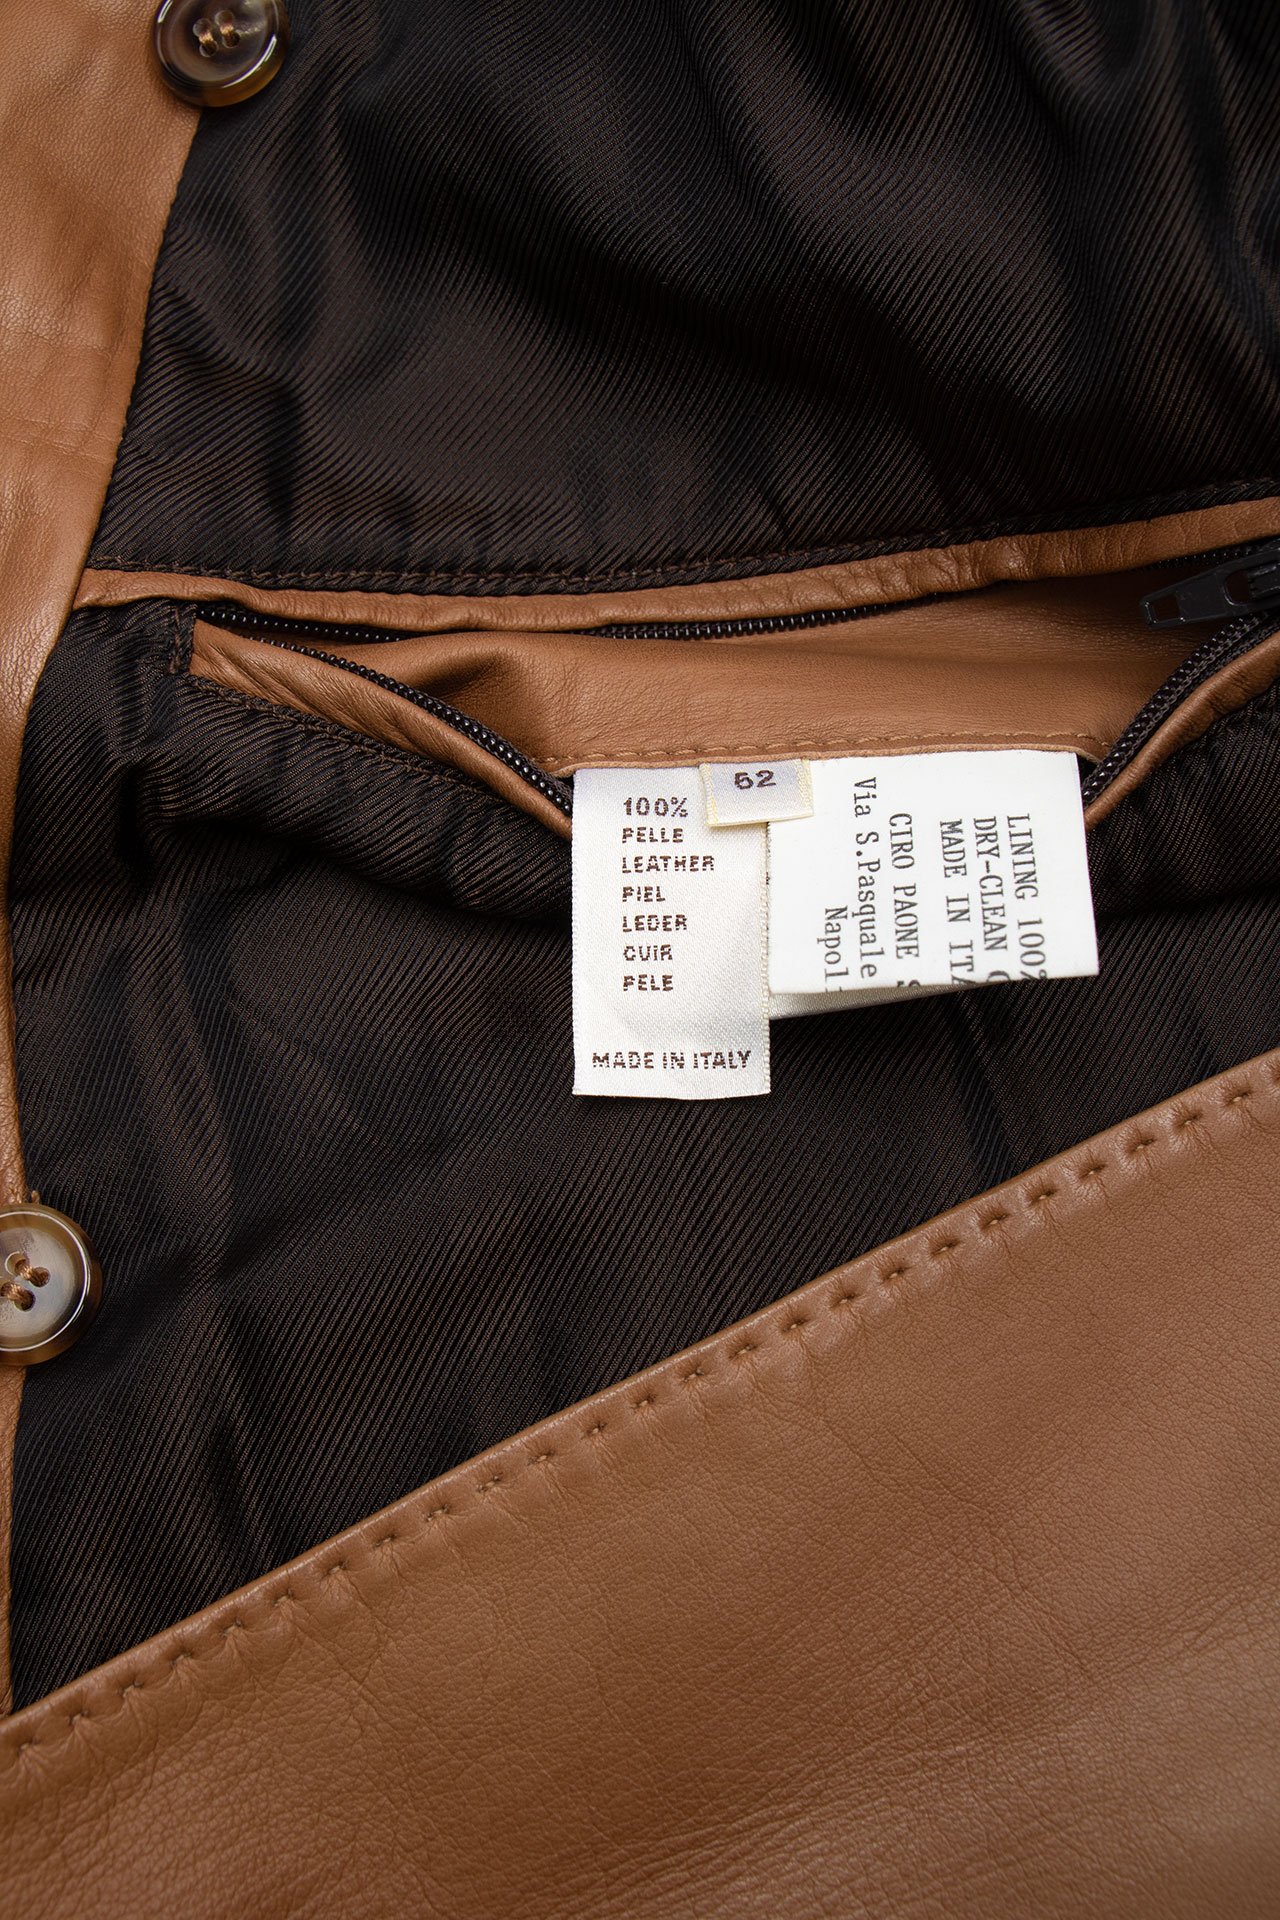 100%
PELLE
LEATHER
PIEL
LEDER
CUIR
PELE
MADE IN ITALY
52
LINING 100%
DRY-CLEAN
MADE IN ITA
CIRO PAONE
Via S.Pasquale
Napoli